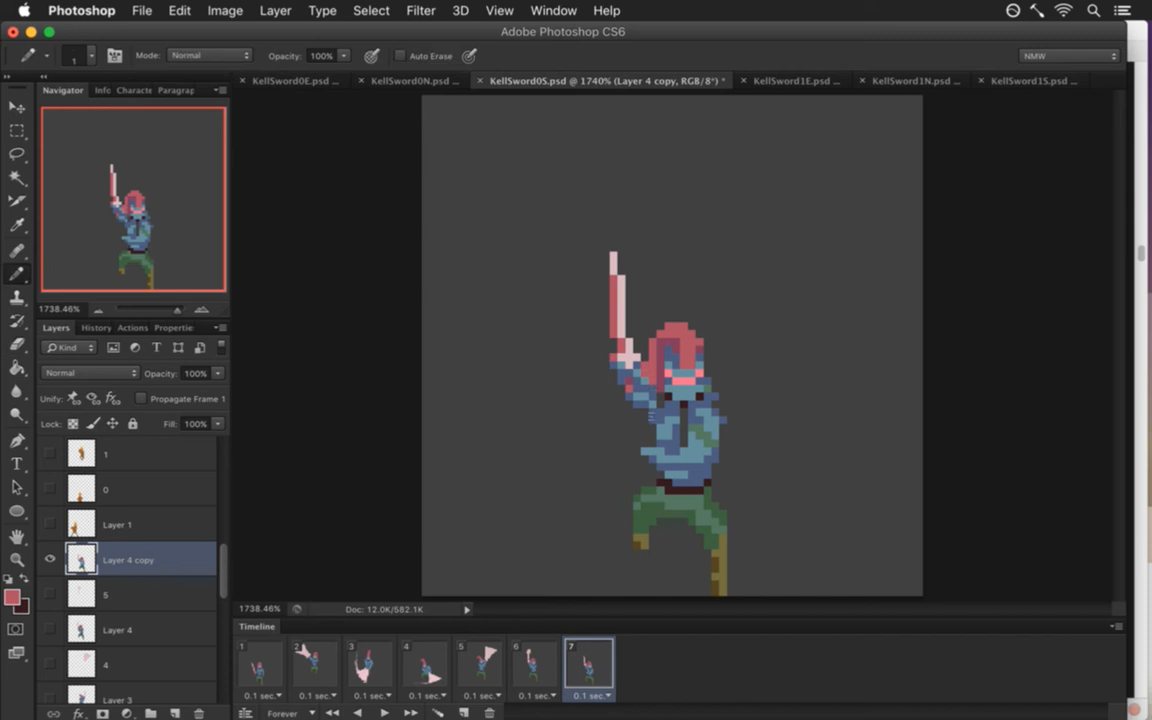 Photoshop File Edit Image Layer Type Select Filter 3D View Window Help
Adobe Photoshop CS6
1 Mode: Normal Opacity: 100% Auto Erase NMW
KellSword0E.psd ... KellSword0N.psd ... KellSword0S.psd @ 1740% (Layer 4 copy, RGB/8*) * KellSword1E.psd ... KellSword1N.psd ... KellSword1S.psd ...
Navigator Info Characte Paragrap
1738.46%
Layers History Actions Propertie
Kind
Normal Opacity: 100%
Unify: Propagate Frame 1
Lock: Fill: 100%
1
0
Layer 1
Layer 4 copy
5
Layer 4
4
Layer 3
1738.46% Doc: 12.0K/582.1K
Timeline
1 2 3 4 5 6 7
0.1 sec. 0.1 sec. 0.1 sec. 0.1 sec. 0.1 sec. 0.1 sec. 0.1 sec.
Forever